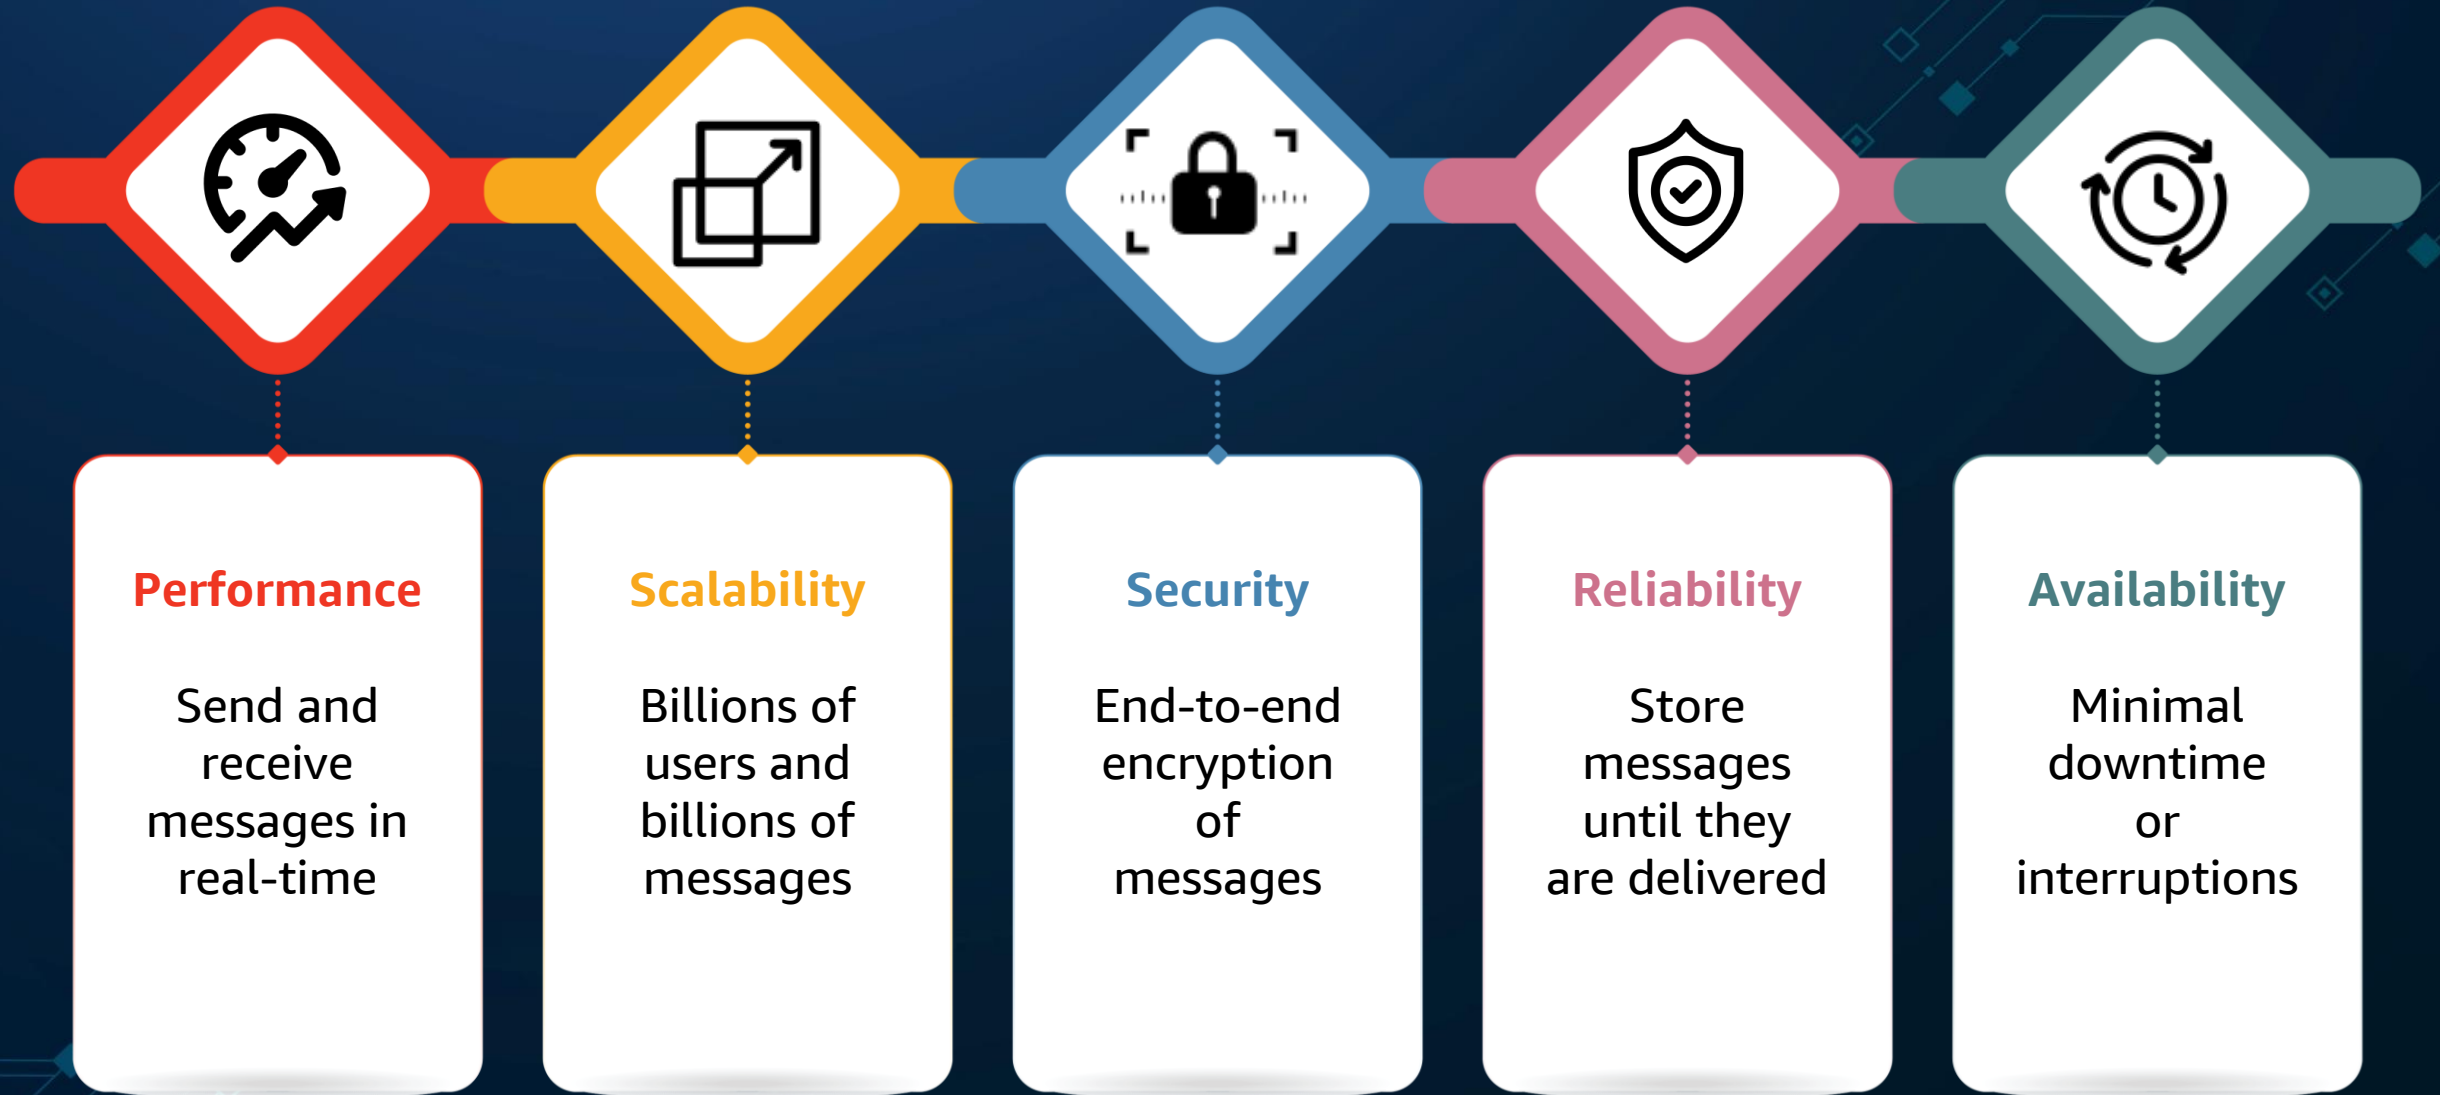 Performance
Send and
receive
messages in
real-time
Scalability
Billions of
users and
billions of
messages
Security
End-to-end
encryption
of
messages
Reliability
Store
messages
until they
are delivered
Availability
Minimal
downtime
or
interruptions